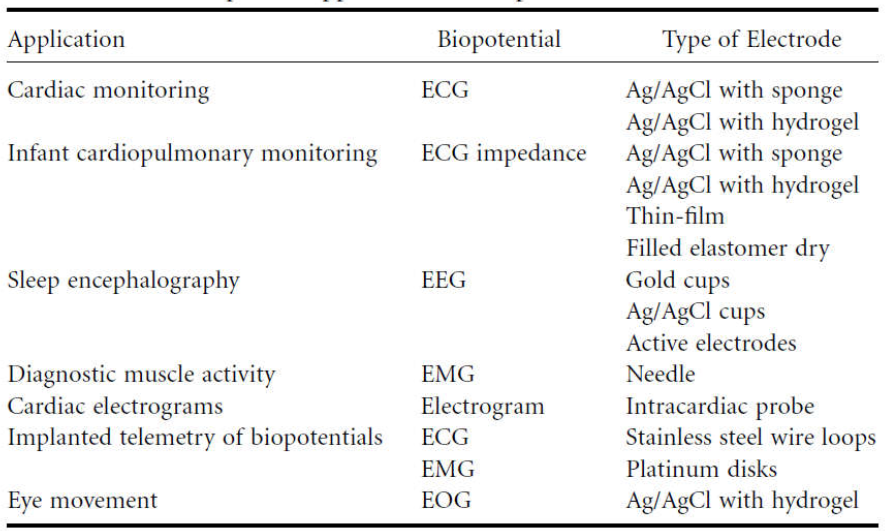 Application Biopotential Type of Electrode
Cardiac monitoring ECG Ag/AgCl with sponge
Ag/AgCl with hydrogel
Infant cardiopulmonary monitoring ECG impedance Ag/AgCl with sponge
Ag/AgCl with hydrogel
Thin-film
Filled elastomer dry
Sleep encephalography EEG Gold cups
Ag/AgCl cups
Active electrodes
Diagnostic muscle activity EMG Needle
Cardiac electrograms Electrogram Intracardiac probe
Implanted telemetry of biopotentials ECG Stainless steel wire loops
EMG Platinum disks
Eye movement EOG Ag/AgCl with hydrogel